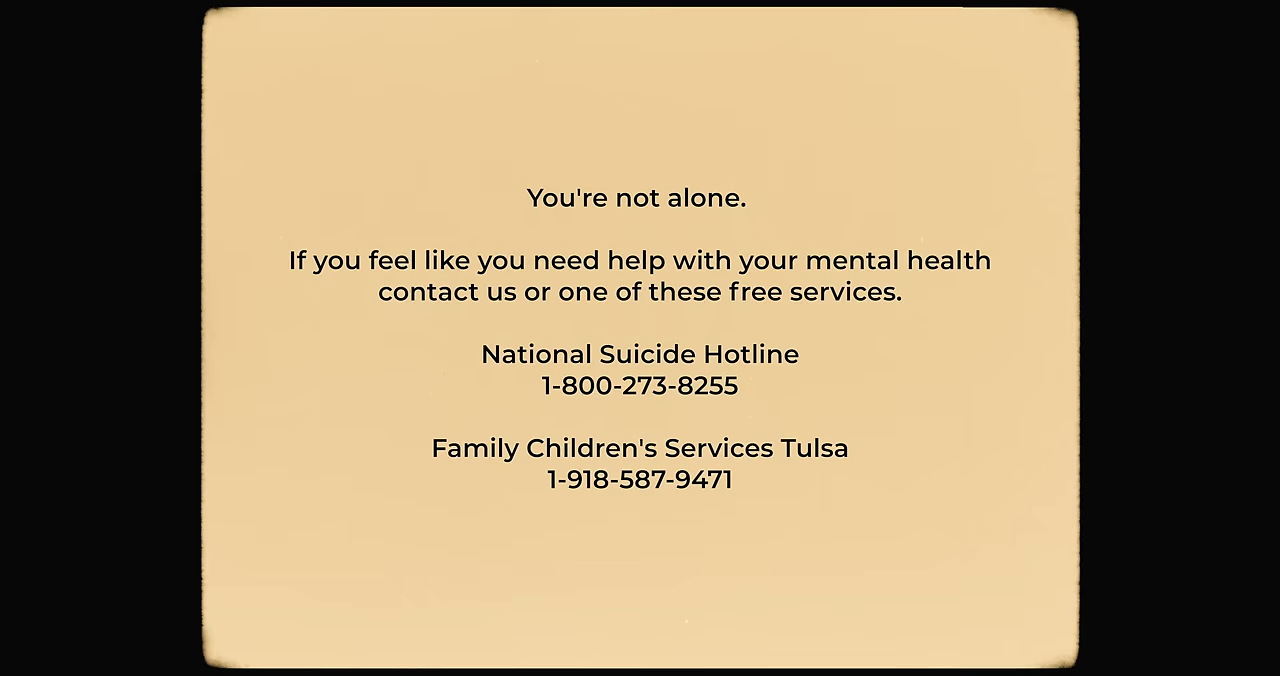 You're not alone.
If you feel like you need help with your mental health
contact us or one of these free services.
National Suicide Hotline
1-800-273-8255
Family Children's Services Tulsa
1-918-587-9471